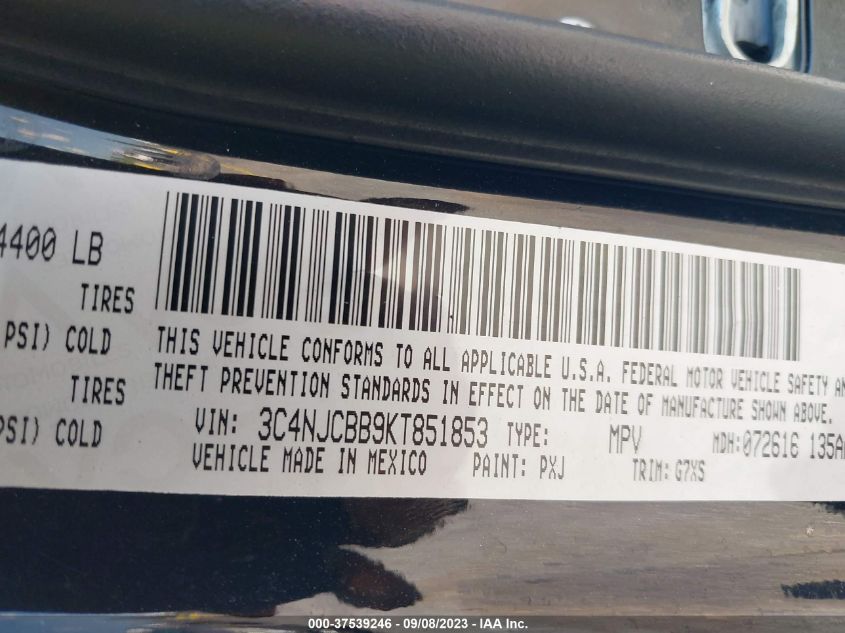 4400 LB
TIRES
PSI) COLD
THIS VEHICLE CONFORMS TO ALL APPLICABLE U.S.A. FEDERAL MOTOR VEHICLE SAFETY AN
TIRES
THEFT PREVENTION STANDARDS IN EFFECT ON THE DATE OF MANUFACTURE SHOWN ABOVE.
PSI) COLD
VIN: 3C4NJCBB9KT851853 TYPE: MPV MDH:072616 135A
VEHICLE MADE IN MEXICO PAINT: PXJ TRIM: G7XS
000-37539246 - 09/08/2023 - IAA Inc.